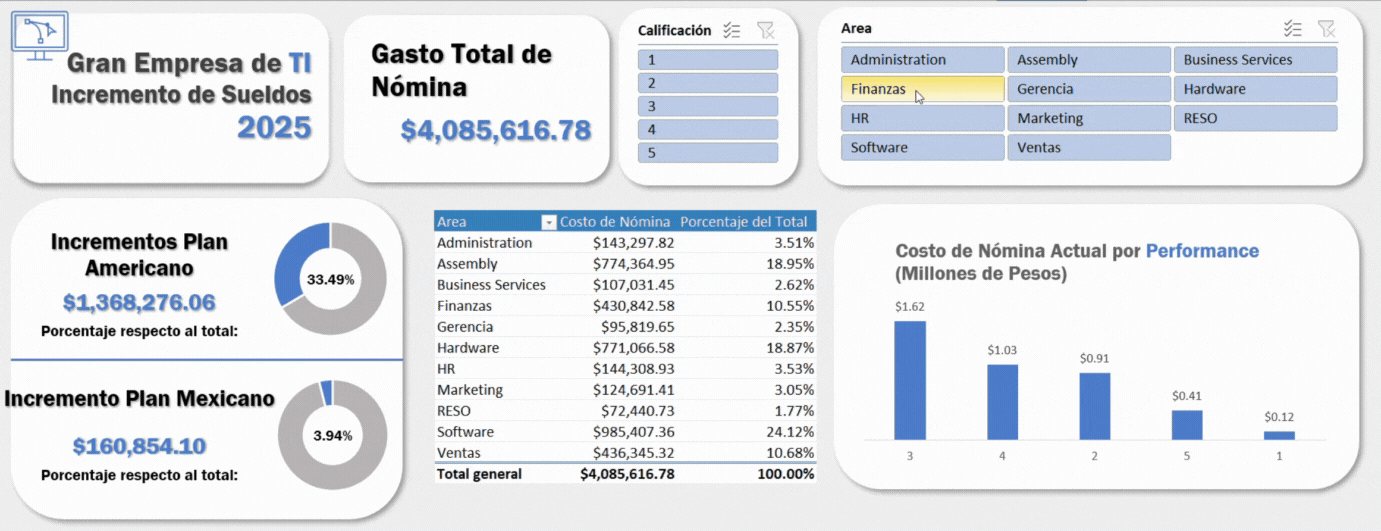 Gran Empresa de TI
Incremento de Sueldos
2025
Gasto Total de
Nómina
$4,085,616.78
Calificación
1
2
3
4
5
Area
Administration Assembly Business Services
Finanzas Gerencia Hardware
HR Marketing RESO
Software Ventas
Incrementos Plan
Americano
$1,368,276.06
Porcentaje respecto al total:
33.49%
Incremento Plan Mexicano
$160,854.10
Porcentaje respecto al total:
3.94%
Area Costo de Nómina Porcentaje del Total
Administration $143,297.82 3.51%
Assembly $774,364.95 18.95%
Business Services $107,031.45 2.62%
Finanzas $430,842.58 10.55%
Gerencia $95,819.65 2.35%
Hardware $771,066.58 18.87%
HR $144,308.93 3.53%
Marketing $124,691.41 3.05%
RESO $72,440.73 1.77%
Software $985,407.36 24.12%
Ventas $436,345.32 10.68%
Total general $4,085,616.78 100.00%
Costo de Nómina Actual por Performance
(Millones de Pesos)
$1.62
$1.03
$0.91
$0.41
$0.12
3 4 2 5 1